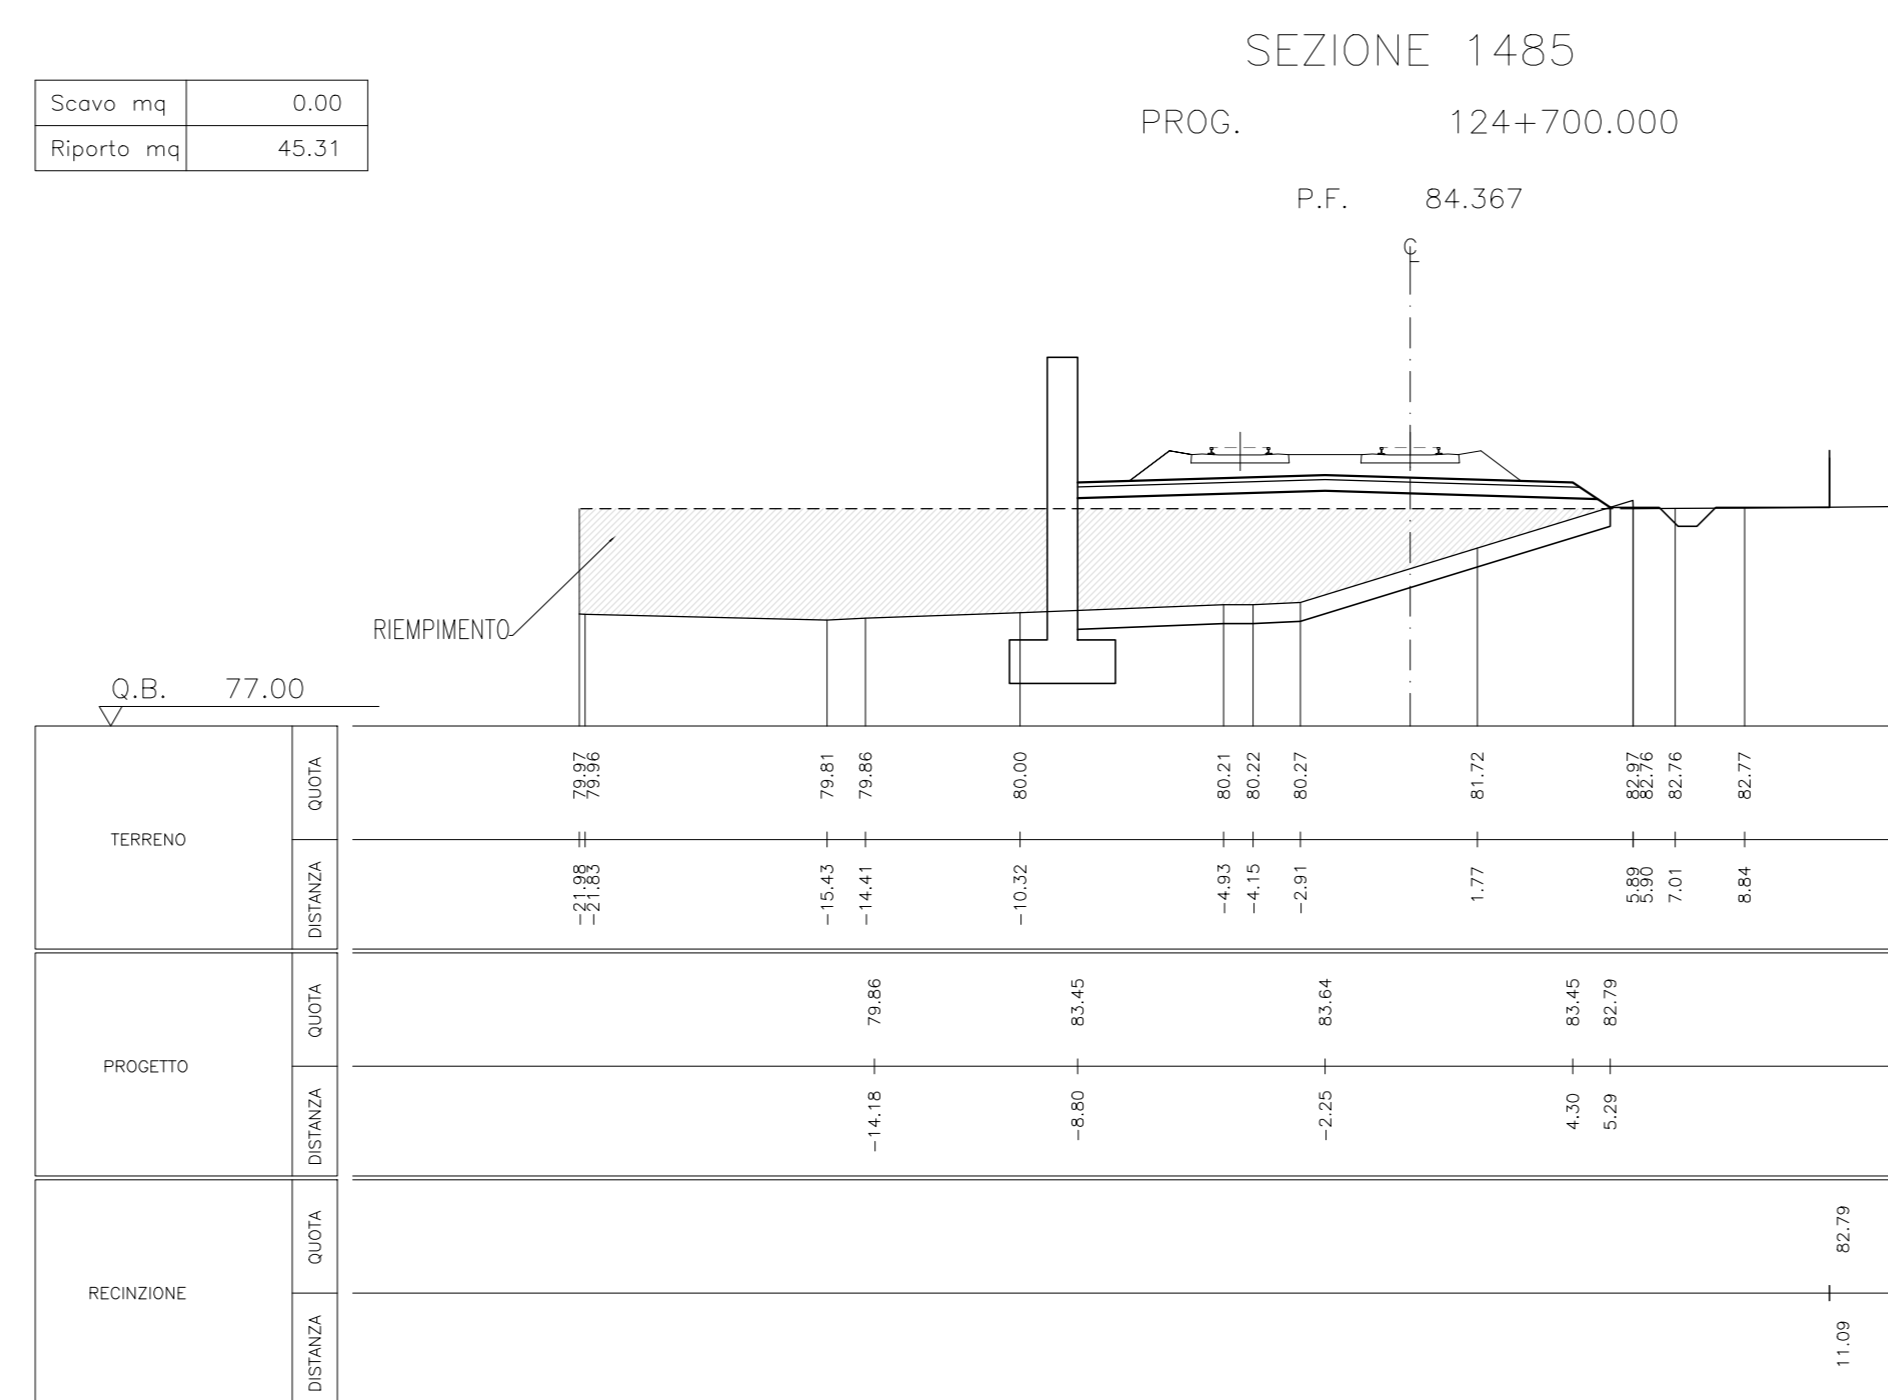 SEZIONE 1485
Scavo mq 0.00
Riporto mq 45.31
PROG. 124+700.000
P.F. 84.367
RIEMPIMENTO
Q.B. 77.00
TERRENO
QUOTA
79.97 79.96 79.81 79.86 80.00 80.21 80.22 80.27 81.72 82.97 82.76 82.76 82.77
DISTANZA
-21.98 -21.83 -15.43 -14.41 -10.32 -4.93 -4.15 -2.91 1.77 5.89 5.90 7.01 8.84
PROGETTO
QUOTA
79.86 83.45 83.64 83.45 82.79
DISTANZA
-14.18 -8.80 -2.25 4.30 5.29
RECINZIONE
QUOTA
82.79
DISTANZA
11.09